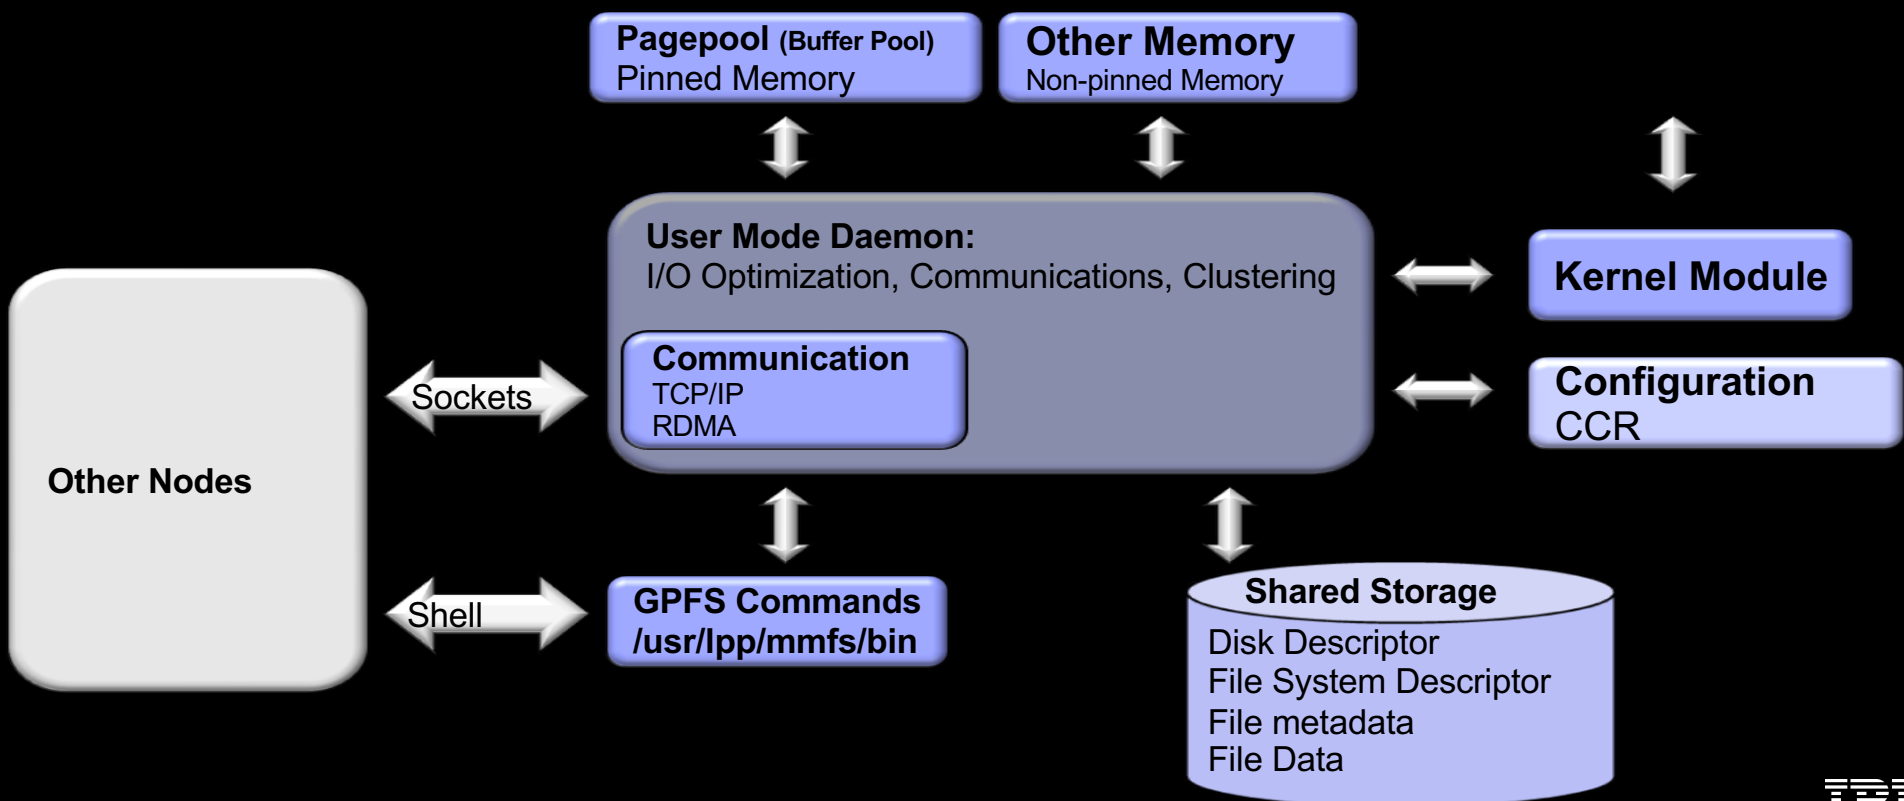 Pagepool (Buffer Pool)
Pinned Memory
Other Memory
Non-pinned Memory
User Mode Daemon:
I/O Optimization, Communications, Clustering
Kernel Module
Communication
TCP/IP
RDMA
Configuration
CCR
Sockets
Other Nodes
Shell
GPFS Commands
/usr/lpp/mmfs/bin
Shared Storage
Disk Descriptor
File System Descriptor
File metadata
File Data